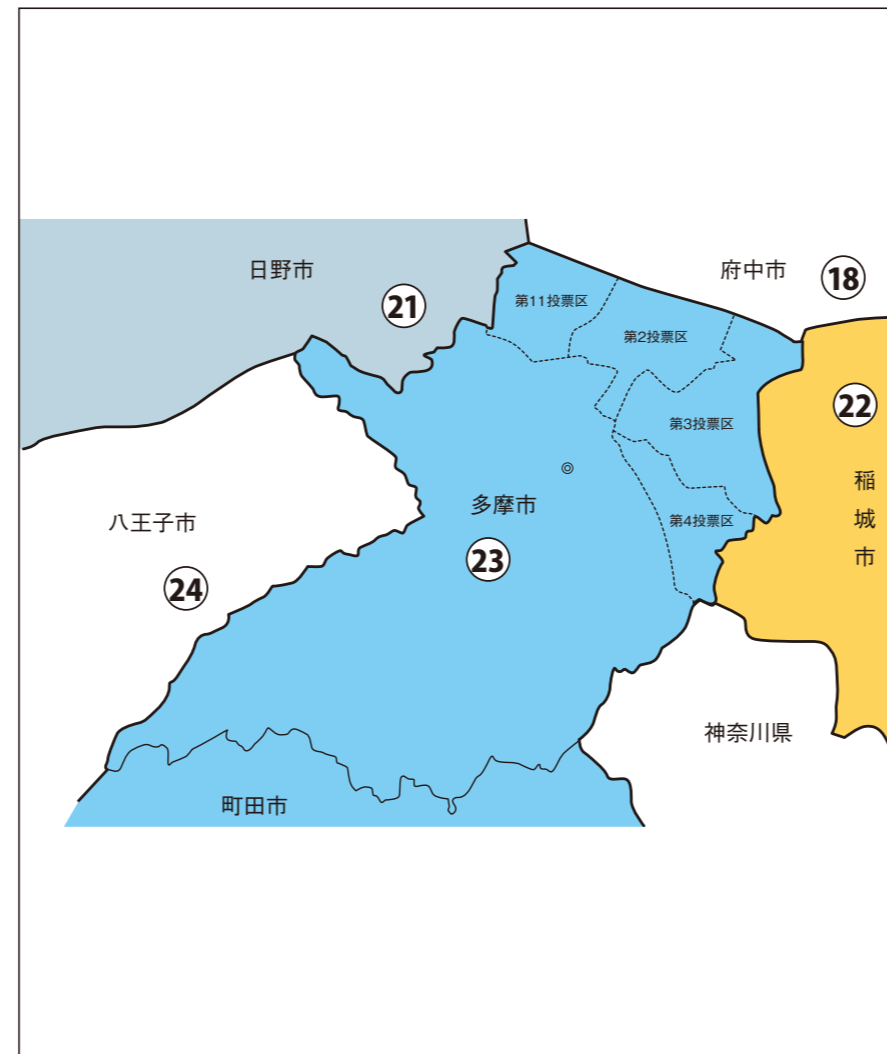 日野市
21
府中市
18
第11投票区
第2投票区
22
第3投票区
稲城市
多摩市
第4投票区
八王子市
23
24
神奈川県
町田市